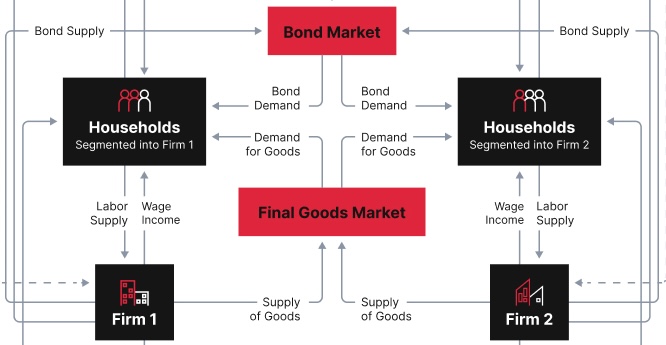 Bond Supply
Bond Market
Bond Supply
Bond
Demand
Bond
Demand
Households
Segmented into Firm 1
Households
Segmented into Firm 2
Demand
for Goods
Demand
for Goods
Labor
Supply
Wage
Income
Final Goods Market
Wage
Income
Labor
Supply
Firm 1
Supply
of Goods
Supply
of Goods
Firm 2